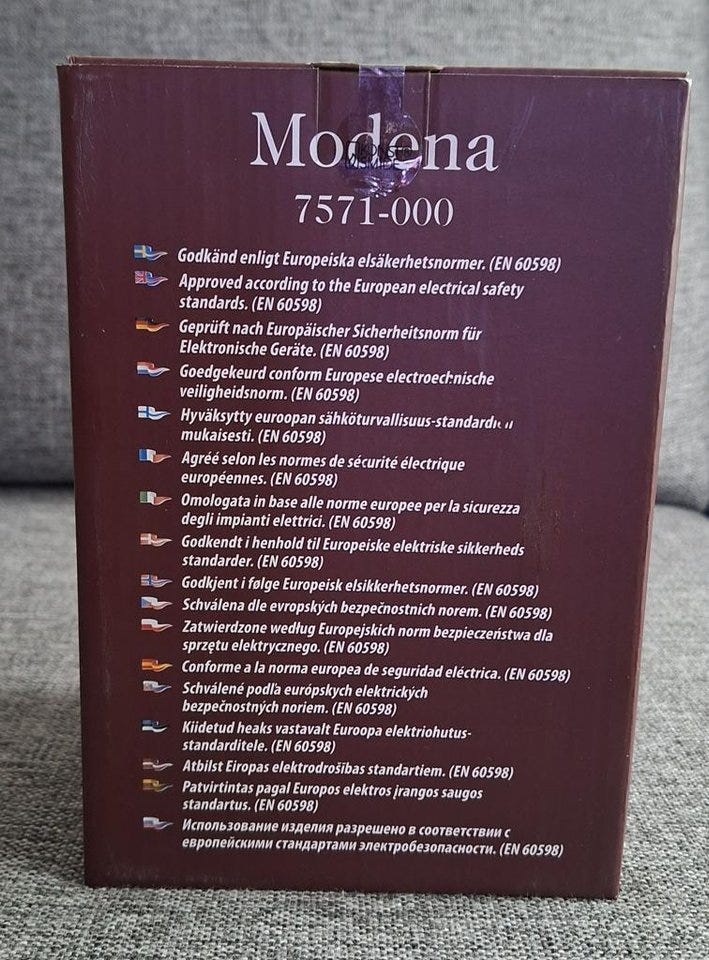 Modena
7571-000
Godkänd enligt Europeiska elsäkerhetsnormer. (EN 60598)
Approved according to the European electrical safety
standards. (EN 60598)
Geprüft nach Europäischer Sicherheitsnorm für
Elektronische Geräte. (EN 60598)
Goedgekeurd conform Europese
veiligheidsnorm. (EN 60598)
Hyväksytty euroopan
mukaisesti. (EN 60598)
Agréé selon les normes de sécurité électrique
européennes. (EN 60598)
Omologata in base alle norme europee per la sicurezza
degli impianti elettrici. (EN 60598)
Godkendt i henhold til Europeiske elektriske sikkerheds
standarder. (EN 60598)
Godkjent i følge Europeisk elsikkerhetsnormer. (EN 60598)
Schválena dle evropských bezpečnostnich norem. (EN 60598)
Zatwierdzone według Europejskich norm bezpieczeństwa dla
sprzętu elektrycznego. (EN 60598)
Conforme a la norma europea de seguridad eléctrica. (EN 60598)
Schválené podľa európskych elektrických
bezpečnostných noriem. (EN 60598)
Kiidetud heaks vastavalt Euroopa elektriohutus-
standarditele. (EN 60598)
Atbilst Eiropas elektrodrošības standartiem. (EN 60598)
Patvirtintas pagal Europos elektros įrangos saugos
standartus. (EN 60598)
Использование изделия разрешено в соответствии с
европейскими стандартами электробезопасности. (EN 60598)